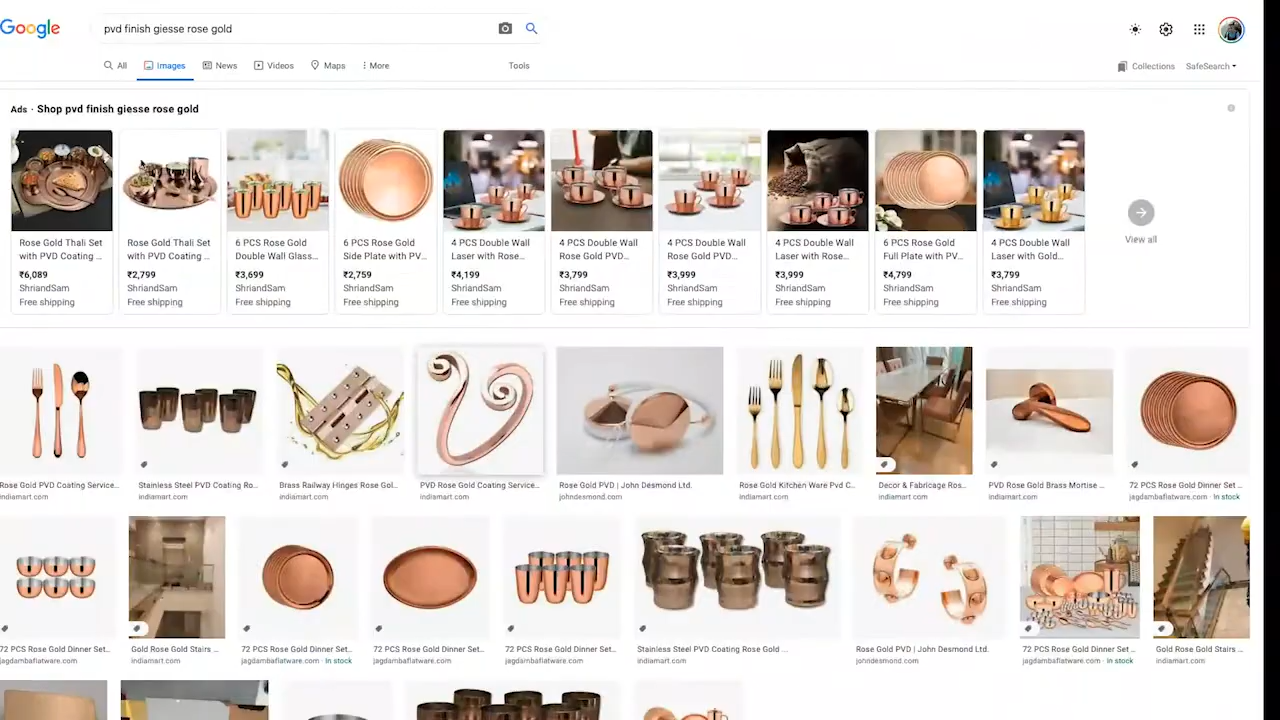 Google
pvd finish giesse rose gold
All
Images
News
Videos
Maps
More
Tools
Collections
SafeSearch
Ads · Shop pvd finish giesse rose gold
Rose Gold Thali Set
with PVD Coating ...
₹6,089
ShriandSam
Free shipping
Rose Gold Thali Set
with PVD Coating ...
₹2,799
ShriandSam
Free shipping
6 PCS Rose Gold
Double Wall Glass...
₹3,699
ShriandSam
Free shipping
6 PCS Rose Gold
Side Plate with PV...
₹2,759
ShriandSam
Free shipping
4 PCS Double Wall
Laser with Rose...
₹4,199
ShriandSam
Free shipping
4 PCS Double Wall
Rose Gold PVD...
₹3,799
ShriandSam
Free shipping
4 PCS Double Wall
Rose Gold PVD...
₹3,999
ShriandSam
Free shipping
4 PCS Double Wall
Laser with Rose...
₹3,999
ShriandSam
Free shipping
6 PCS Rose Gold
Full Plate with PV...
₹4,799
ShriandSam
Free shipping
4 PCS Double Wall
Laser with Gold...
₹3,799
ShriandSam
Free shipping
View all
Rose Gold PVD Coating Service...
indiamart.com
Stainless Steel PVD Coating Ro...
indiamart.com
Brass Railway Hinges Rose Gol...
indiamart.com
PVD Rose Gold Coating Service...
indiamart.com
Rose Gold PVD | John Desmond Ltd.
johndesmond.com
Rose Gold Kitchen Ware Pvd C...
indiamart.com
Decor & Fabricage Ros...
indiamart.com
PVD Rose Gold Brass Mortise ...
indiamart.com
72 PCS Rose Gold Dinner Set ...
jagdambaflatware.com · In stock
72 PCS Rose Gold Dinner Set...
jagdambaflatware.com
Gold Rose Gold Stairs ...
indiamart.com
72 PCS Rose Gold Dinner Set...
jagdambaflatware.com · In stock
72 PCS Rose Gold Dinner Set...
jagdambaflatware.com
72 PCS Rose Gold Dinner Set...
jagdambaflatware.com
Stainless Steel PVD Coating Rose Gold ...
indiamart.com
Rose Gold PVD | John Desmond Ltd.
johndesmond.com
72 PCS Rose Gold Dinner Set ...
jagdambaflatware.com · In stock
Gold Rose Gold Stairs ...
indiamart.com